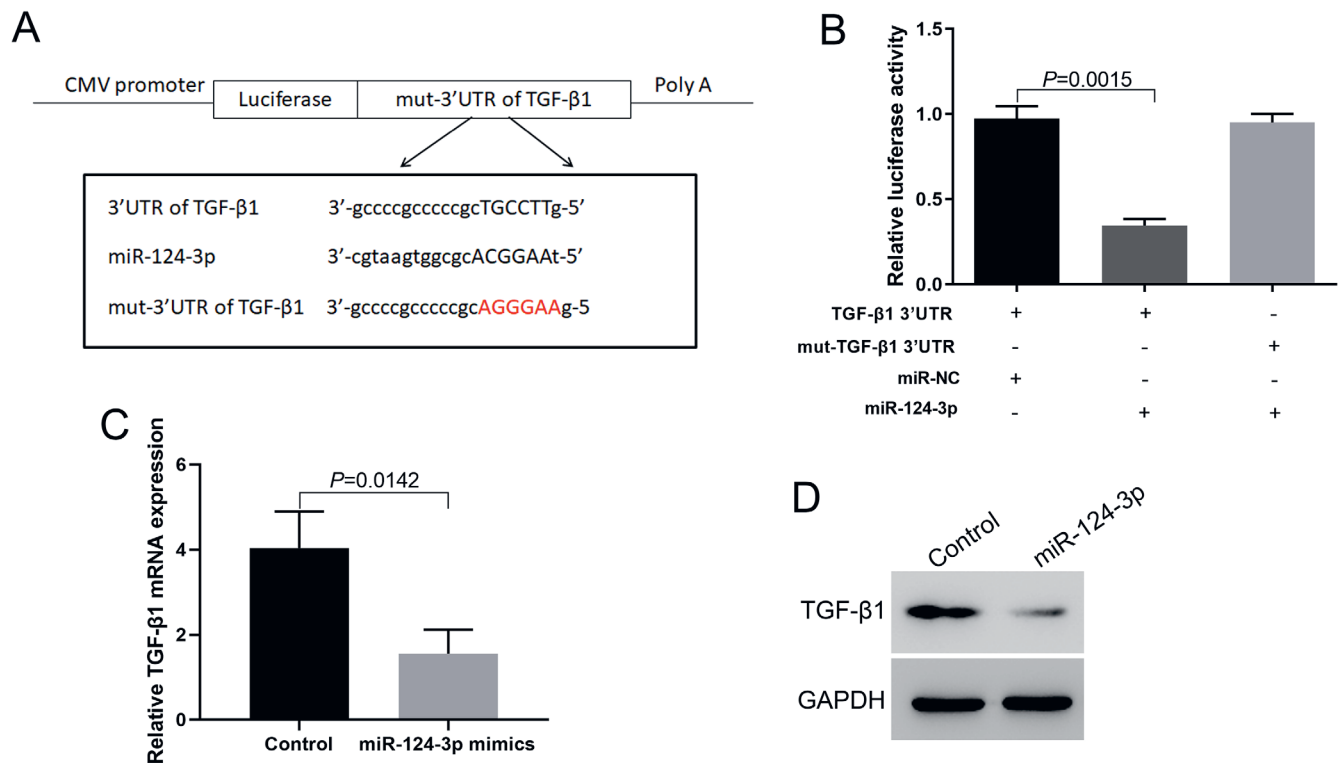 A
CMV promoter
Luciferase
mut-3’UTR of TGF-β1
Poly A
3’UTR of TGF-β1 3’-gccccgcccccgcTGCCTTg-5’
miR-124-3p 3’-cgtaagtggcgcACGGAAt-5’
mut-3’UTR of TGF-β1 3’-gccccgcccccgcAGGGAAg-5
B
Relative luciferase activity
1.5
1.0
0.5
0.0
P=0.0015
TGF-β1 3’UTR + + -
mut-TGF-β1 3’UTR - - +
miR-NC + - -
miR-124-3p - + +
C
Relative TGF-β1 mRNA expression
6
4
2
0
P=0.0142
Control miR-124-3p mimics
D
Control miR-124-3p
TGF-β1
GAPDH